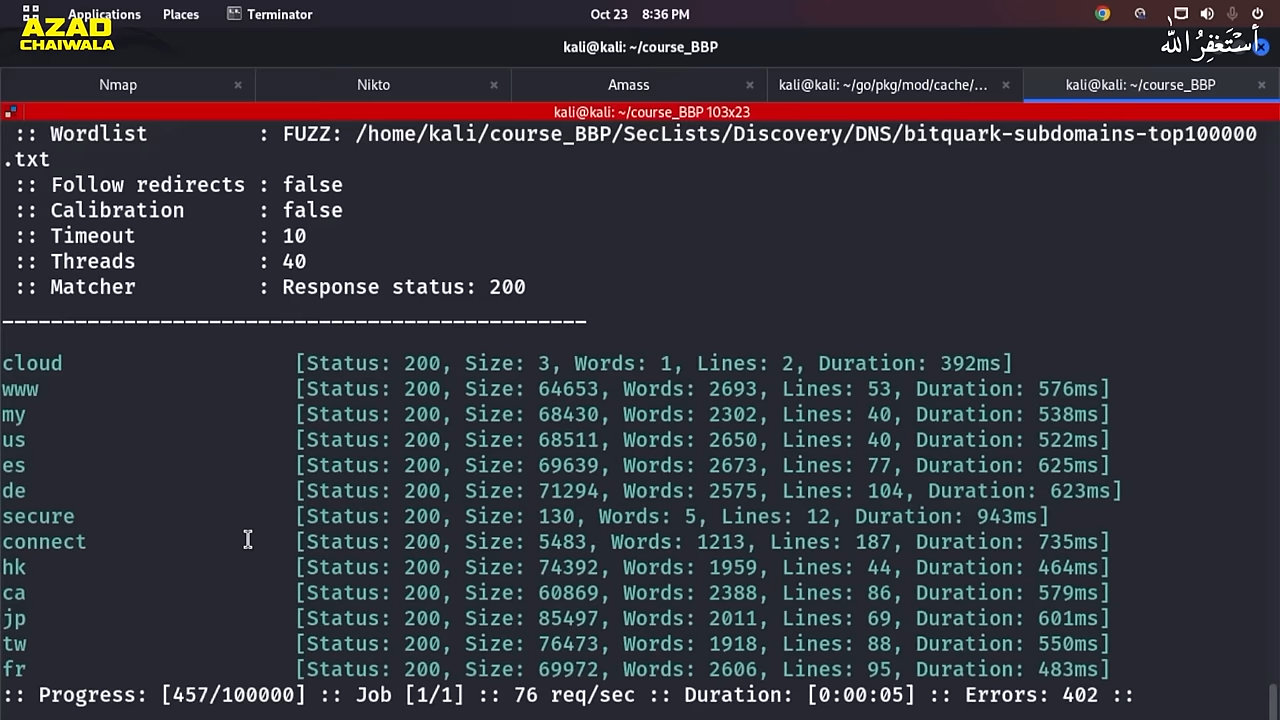 Applications Places Terminator Oct 23 8:36 PM
AZAD
CHAIWALA
kali@kali: ~/course_BBP
أَسْتَغْفِرُ اللّٰه
Nmap × Nikto × Amass × kali@kali: ~/go/pkg/mod/cache/... × kali@kali: ~/course_BBP ×
kali@kali: ~/course_BBP 103x23
:: Wordlist : FUZZ: /home/kali/course_BBP/SecLists/Discovery/DNS/bitquark-subdomains-top100000
.txt
:: Follow redirects : false
:: Calibration : false
:: Timeout : 10
:: Threads : 40
:: Matcher : Response status: 200
________________________________________________
cloud [Status: 200, Size: 3, Words: 1, Lines: 2, Duration: 392ms]
www [Status: 200, Size: 64653, Words: 2693, Lines: 53, Duration: 576ms]
my [Status: 200, Size: 68430, Words: 2302, Lines: 40, Duration: 538ms]
us [Status: 200, Size: 68511, Words: 2650, Lines: 40, Duration: 522ms]
es [Status: 200, Size: 69639, Words: 2673, Lines: 77, Duration: 625ms]
de [Status: 200, Size: 71294, Words: 2575, Lines: 104, Duration: 623ms]
secure [Status: 200, Size: 130, Words: 5, Lines: 12, Duration: 943ms]
connect [Status: 200, Size: 5483, Words: 1213, Lines: 187, Duration: 735ms]
hk [Status: 200, Size: 74392, Words: 1959, Lines: 44, Duration: 464ms]
ca [Status: 200, Size: 60869, Words: 2388, Lines: 86, Duration: 579ms]
jp [Status: 200, Size: 85497, Words: 2011, Lines: 69, Duration: 601ms]
tw [Status: 200, Size: 76473, Words: 1918, Lines: 88, Duration: 550ms]
fr [Status: 200, Size: 69972, Words: 2606, Lines: 95, Duration: 483ms]
:: Progress: [457/100000] :: Job [1/1] :: 76 req/sec :: Duration: [0:00:05] :: Errors: 402 ::